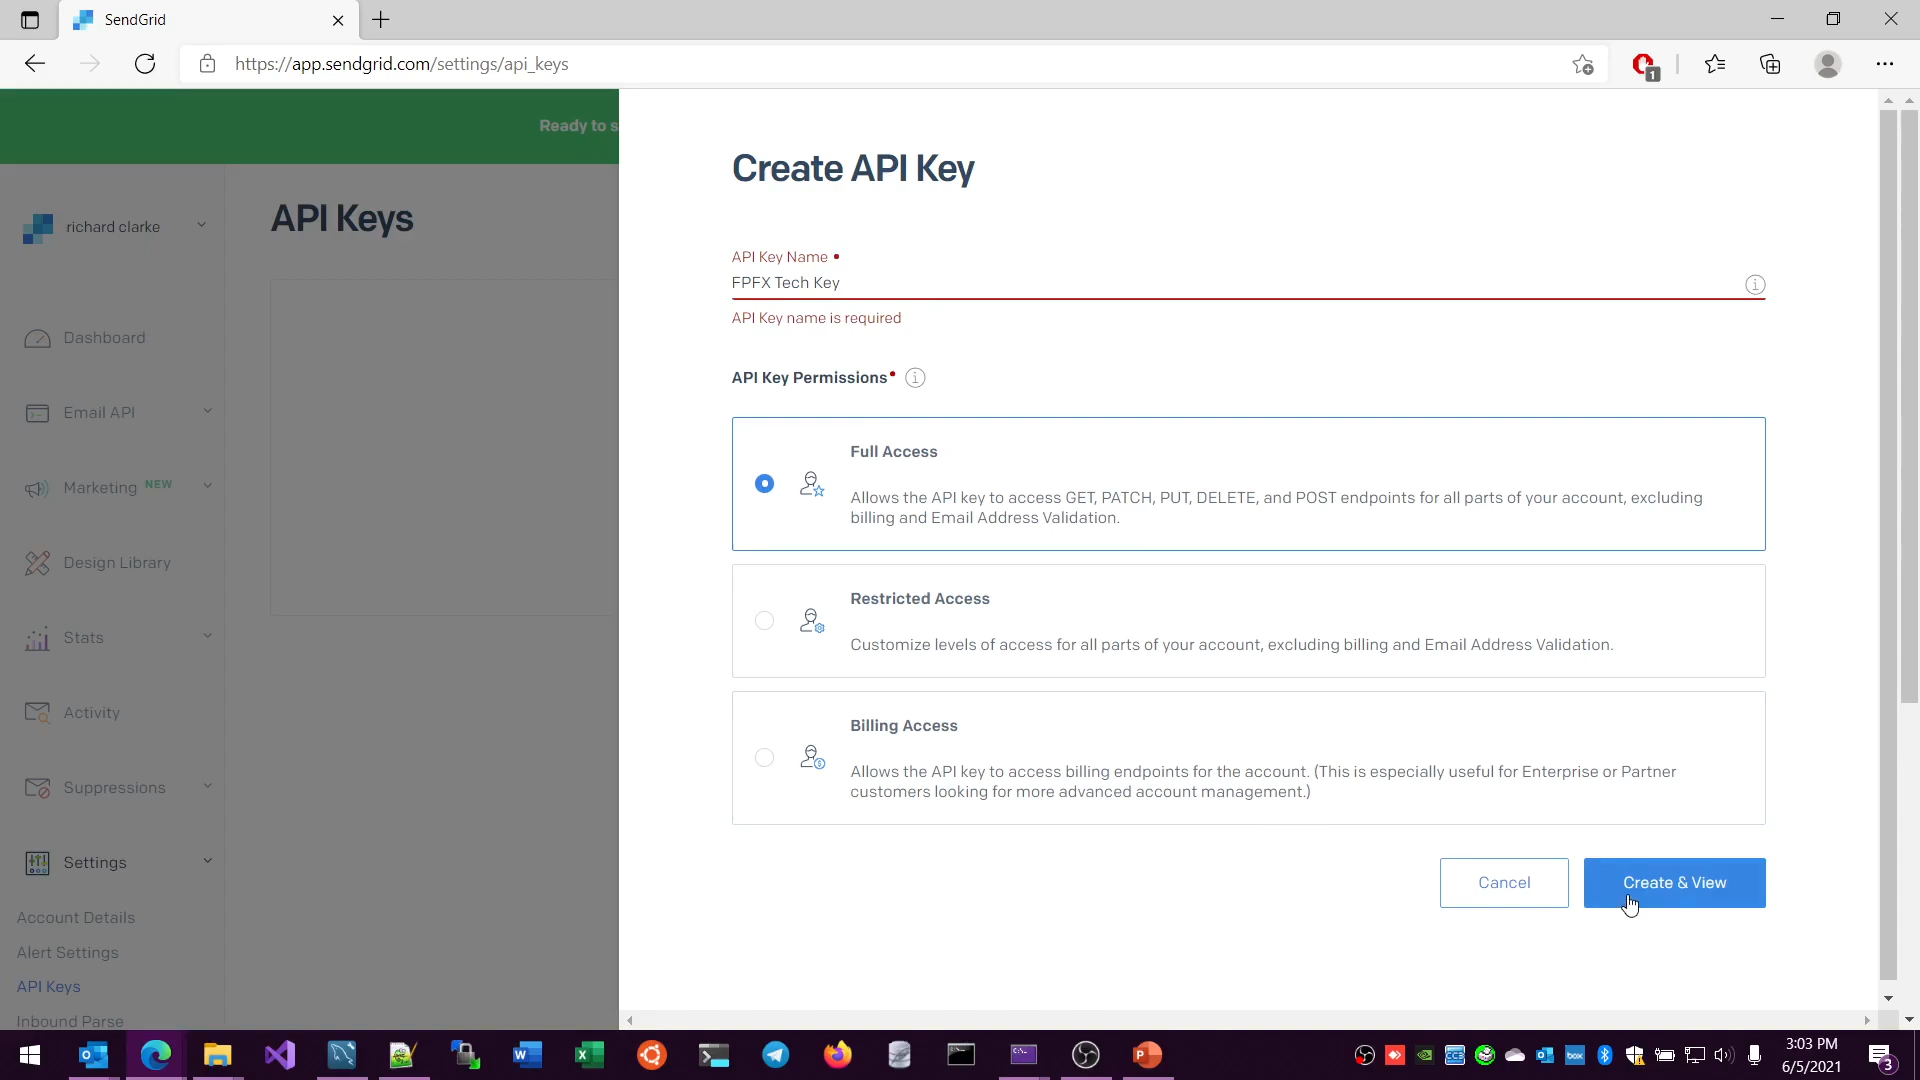 SendGrid
https://app.sendgrid.com/settings/api_keys
1
Ready to s
richard clarke
API Keys
Dashboard
Email API
Marketing NEW
Design Library
Stats
Activity
Suppressions
Settings
Account Details
Alert Settings
API Keys
Inbound Parse
Create API Key
API Key Name
FPFX Tech Key
API Key name is required
API Key Permissions
Full Access
Allows the API key to access GET, PATCH, PUT, DELETE, and POST endpoints for all parts of your account, excluding
billing and Email Address Validation.
Restricted Access
Customize levels of access for all parts of your account, excluding billing and Email Address Validation.
Billing Access
Allows the API key to access billing endpoints for the account. (This is especially useful for Enterprise or Partner
customers looking for more advanced account management.)
Cancel
Create & View
3:03 PM
6/5/2021
3